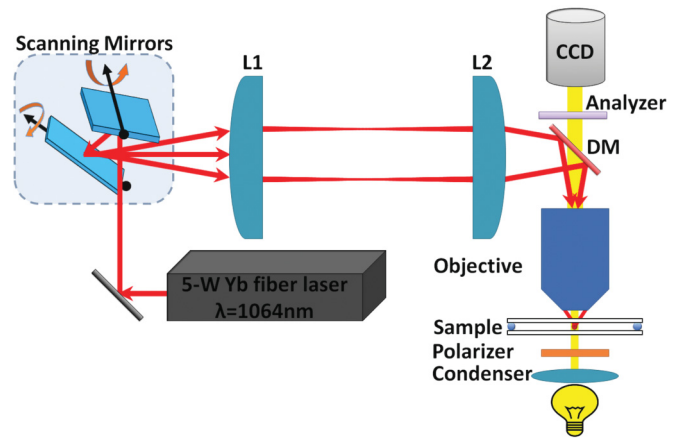 Scanning Mirrors
L1
L2
CCD
Analyzer
DM
5-W Yb fiber laser
λ=1064nm
Objective
Sample
Polarizer
Condenser